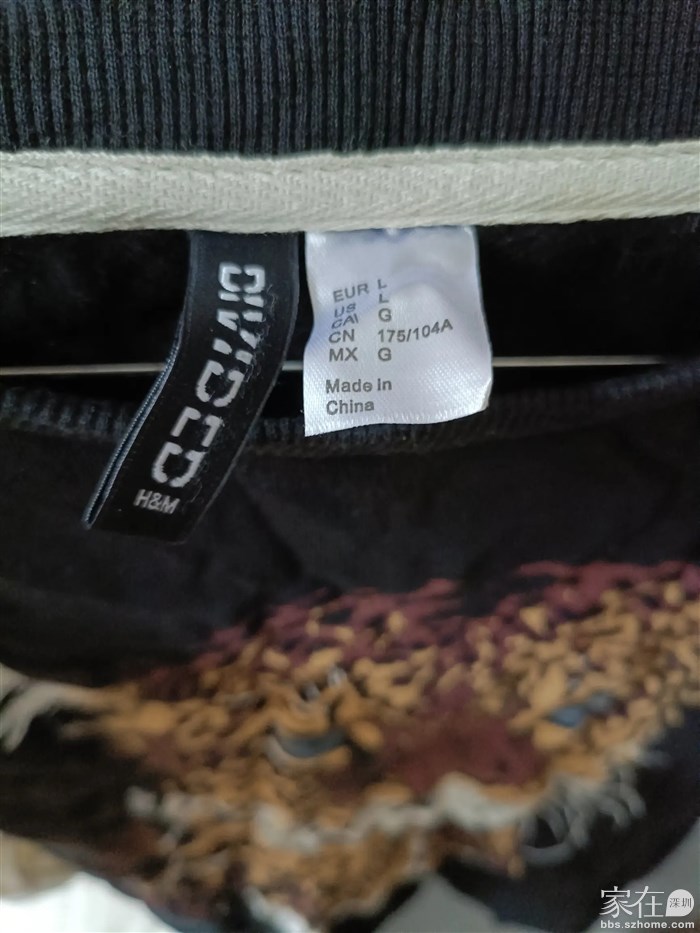 DIVIDED
H&M
EUR L
US L
CA\ G
CN 175/104A
MX G
Made in
China
家在深圳
bbs.szhome.com